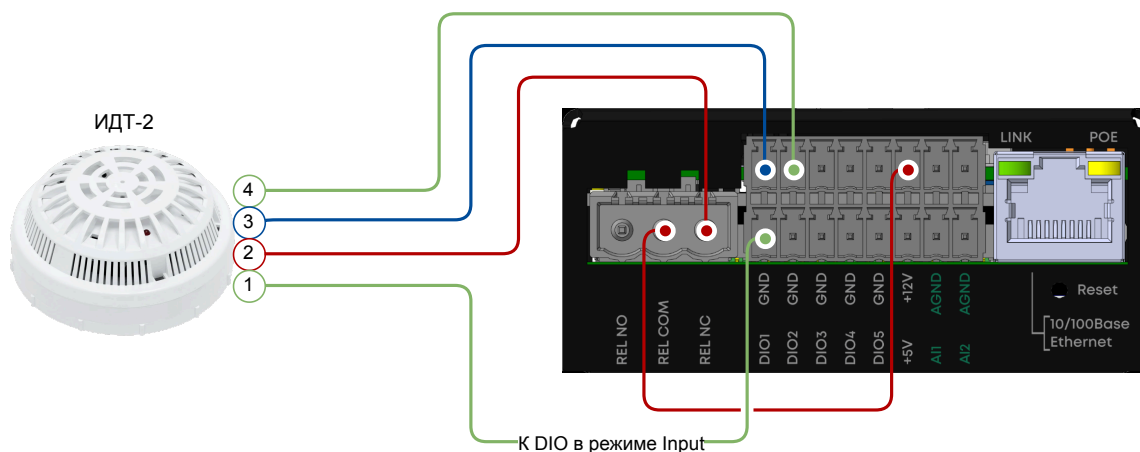 ИДТ-2
4
3
2
1
LINK
POE
REL NO
REL COM
REL NC
DIO1
GND
DIO2
GND
DIO3
GND
DIO4
GND
DIO5
GND
+5V
+12V
AI1
AGND
AI2
AGND
Reset
10/100Base
Ethernet
К DIO в режиме Input